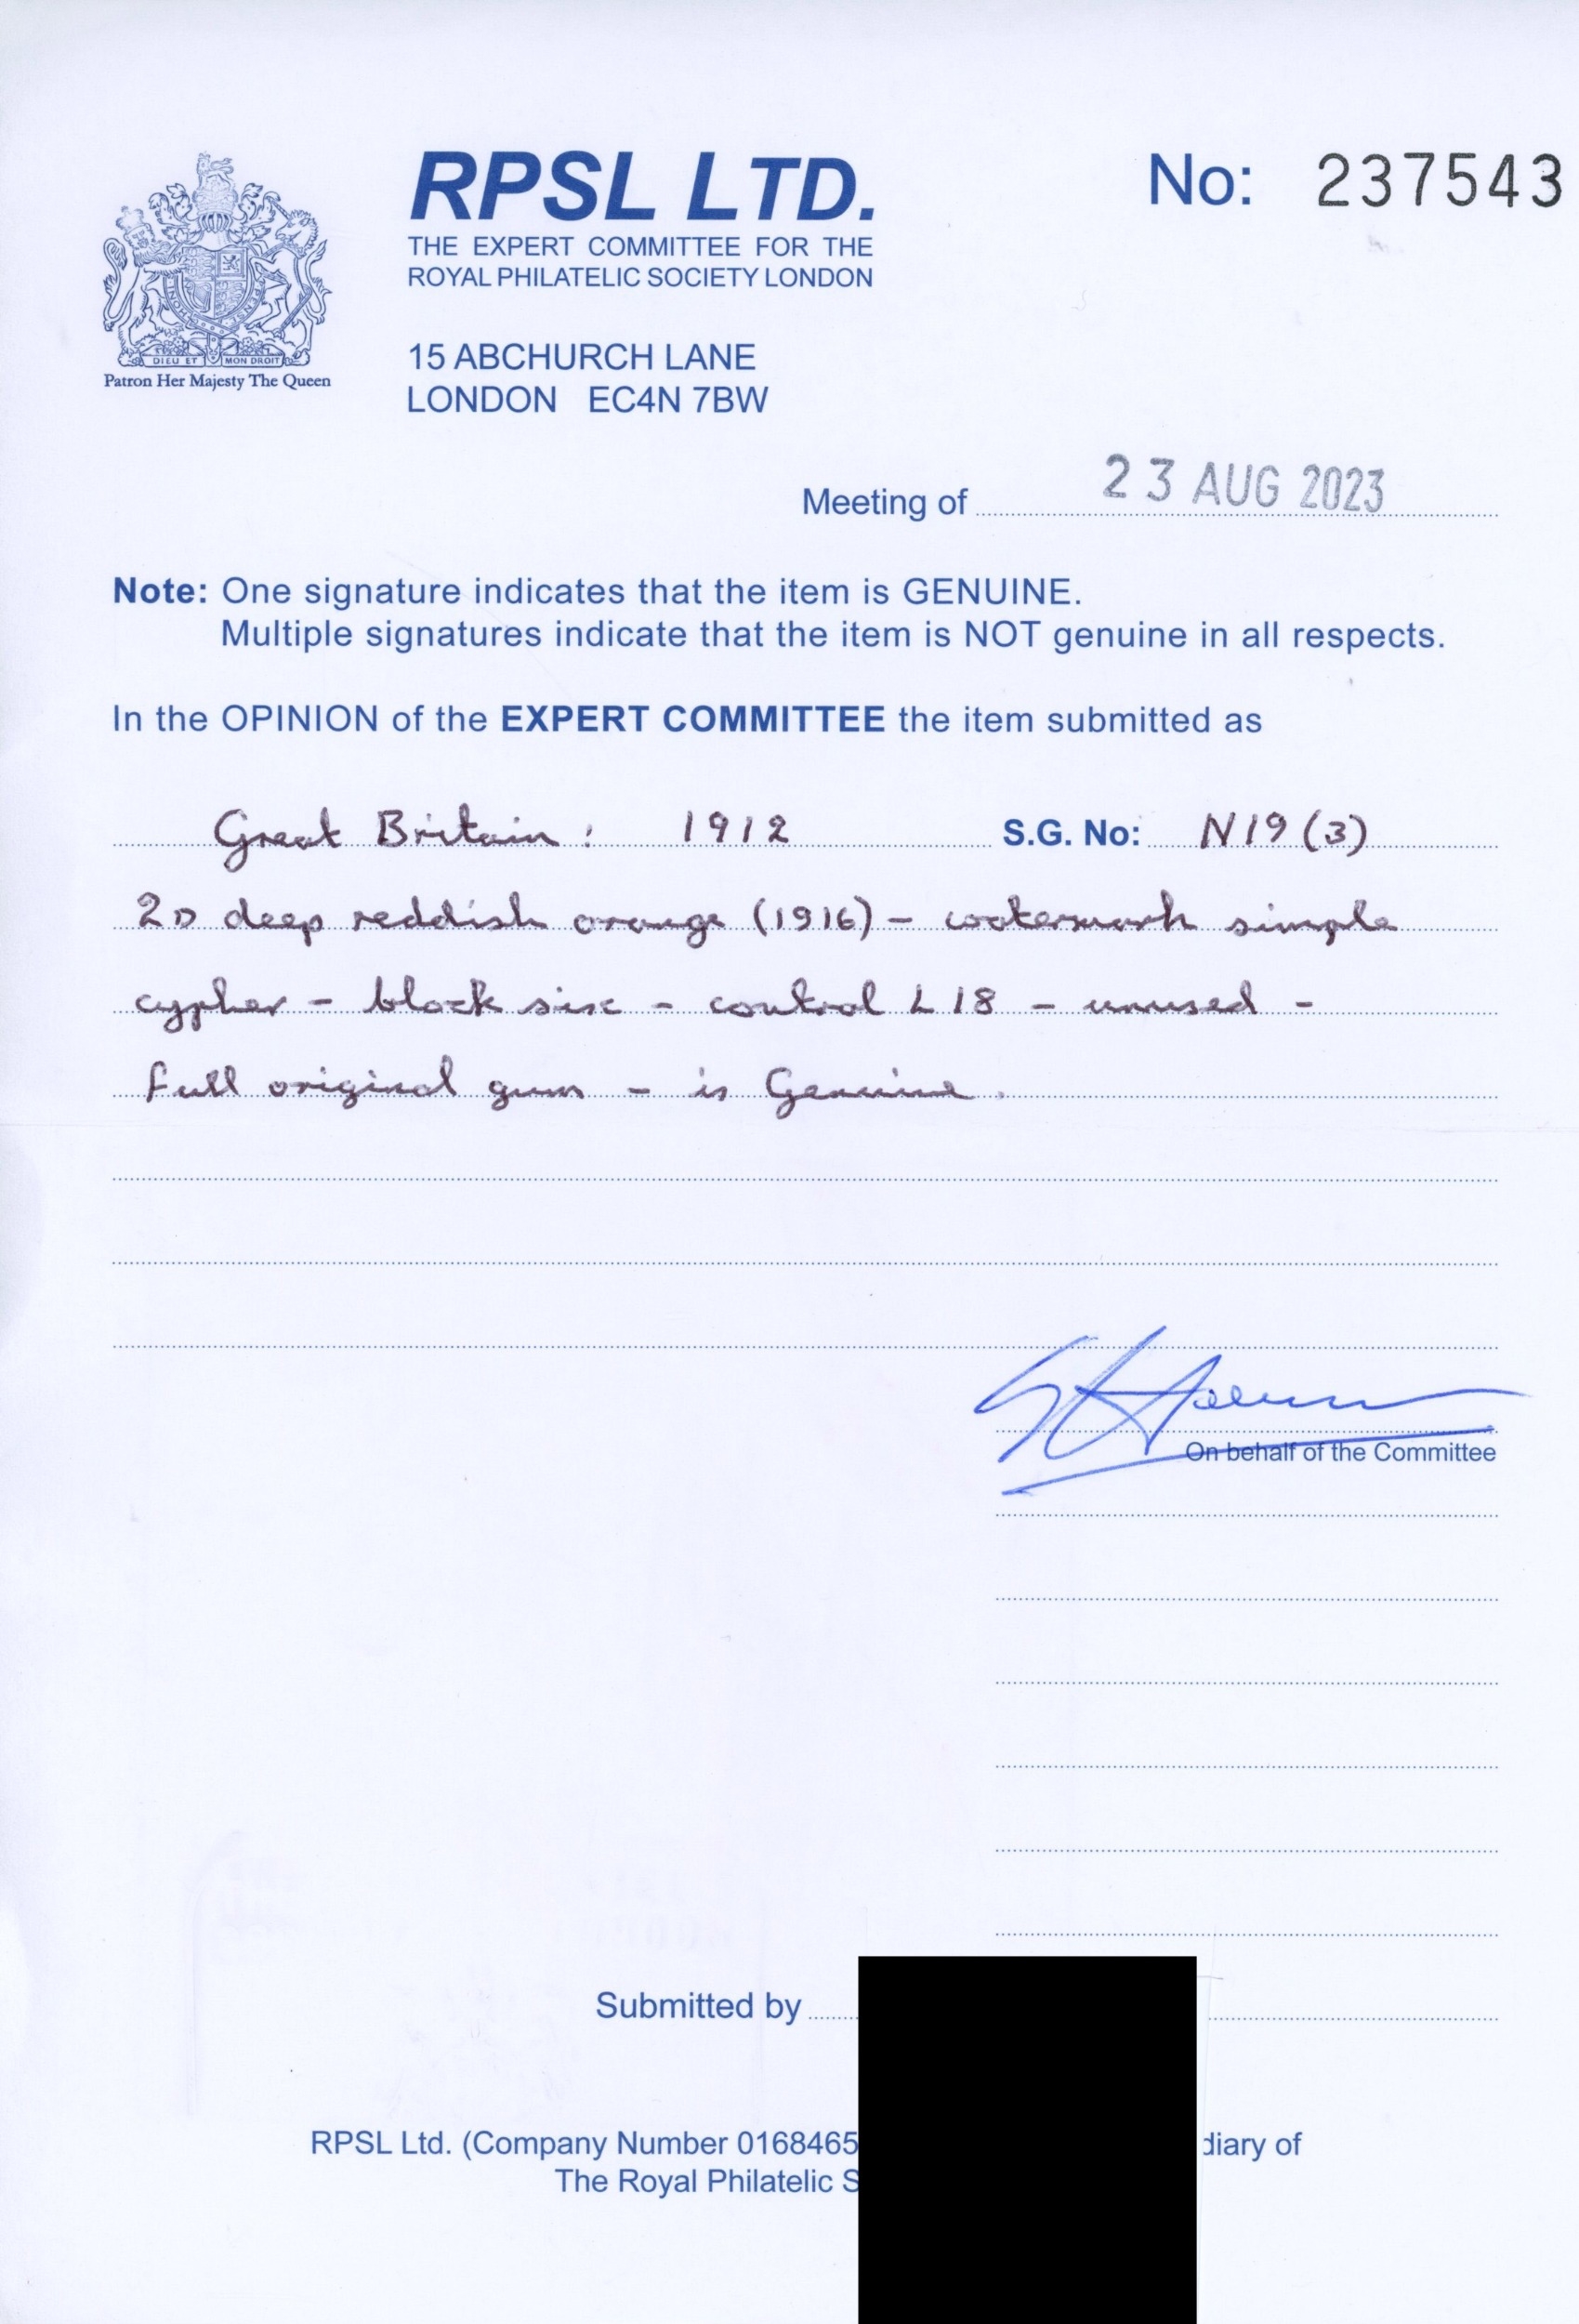 RPSL LTD.
No: 237543
THE EXPERT COMMITTEE FOR THE
ROYAL PHILATELIC SOCIETY LONDON
DIEU ET MON DROIT
Patron Her Majesty The Queen
15 ABCHURCH LANE
LONDON EC4N 7BW
Meeting of 23 AUG 2023
Note: One signature indicates that the item is GENUINE.
Multiple signatures indicate that the item is NOT genuine in all respects.
In the OPINION of the EXPERT COMMITTEE the item submitted as
Great Britain: 1912 S.G. No: N19 (3)
2D deep reddish orange (1916) - watermark simple
cypher - block six - control L 18 - unused -
full original gum - is Genuine.
On behalf of the Committee
Submitted by
RPSL Ltd. (Company Number 0168465 diary of
The Royal Philatelic S